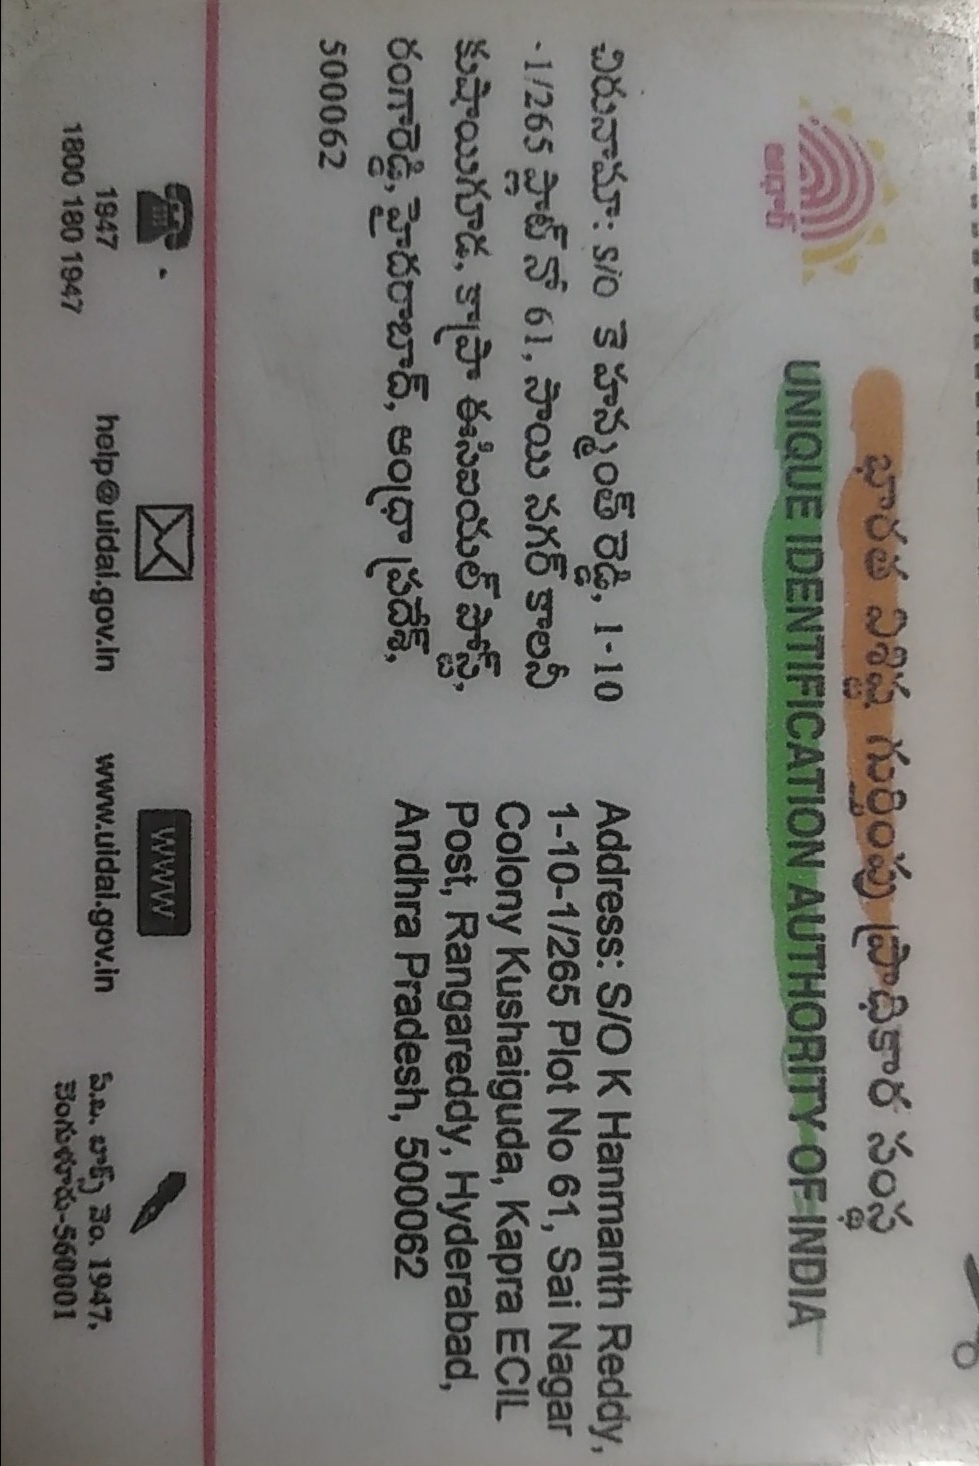 భారత విశిష్ట గుర్తింపు ప్రాధికార సంస్థ
UNIQUE IDENTIFICATION AUTHORITY OF INDIA
ఆధార్
చిరునామా: S/O కె హన్మంత్ రెడ్డి, 1-10
-1/265 ప్లాట్ నో 61, సాయి నగర్ కాలనీ
కుషాయిగూడ, కాప్రా ఈసిఐయల్ పోస్ట్,
రంగారెడ్డి, హైదరాబాద్, ఆంధ్రా ప్రదేశ్,
500062
Address: S/O K Hanmanth Reddy,
1-10-1/265 Plot No 61, Sai Nagar
Colony Kushaiguda, Kapra ECIL
Post, Rangareddy, Hyderabad,
Andhra Pradesh, 500062
1947
1800 180 1947
help@uidai.gov.in
WWW
www.uidai.gov.in
పి.ఒ. బాక్స్ నెం. 1947,
బెంగుళూరు-560001